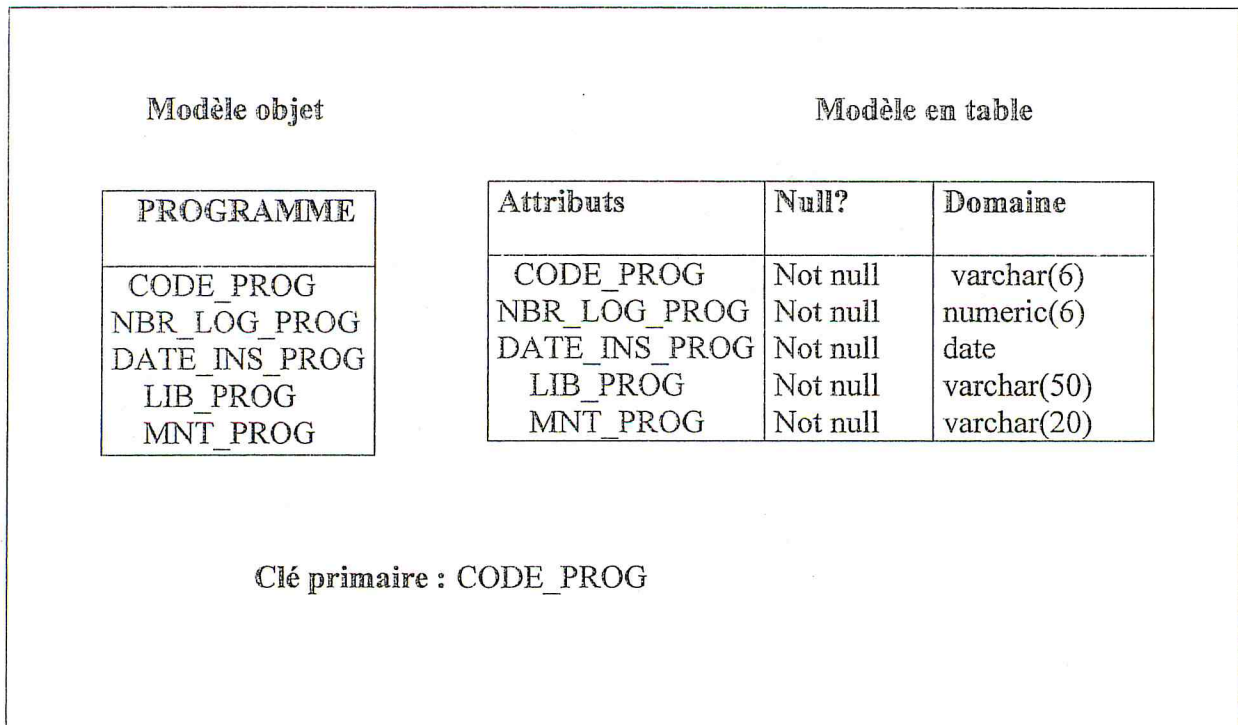 Modèle objet
Modèle en table
PROGRAMME
CODE_PROG
NBR_LOG_PROG
DATE_INS_PROG
LIB_PROG
MNT_PROG
Attributs Null? Domaine
CODE_PROG Not null varchar(6)
NBR_LOG_PROG Not null numeric(6)
DATE_INS_PROG Not null date
LIB_PROG Not null varchar(50)
MNT_PROG Not null varchar(20)
Clé primaire : CODE_PROG